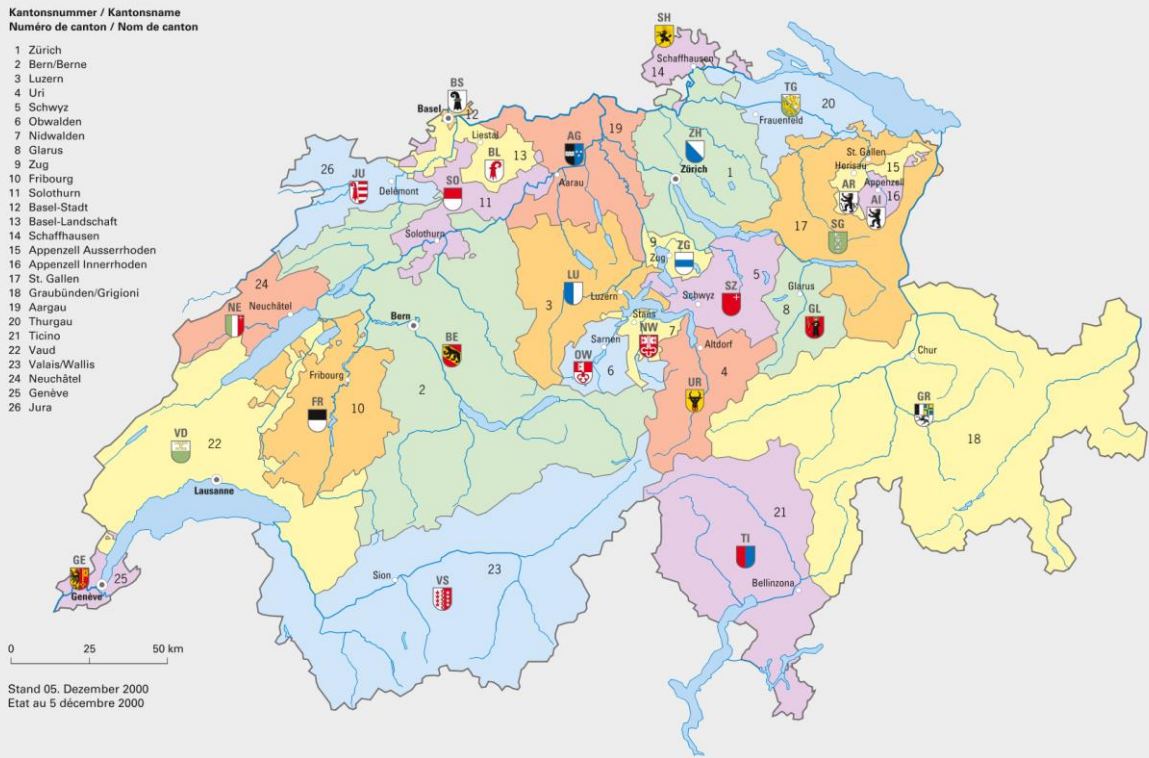 Kantonsnummer / Kantonsname
Numéro de canton / Nom de canton
1 Zürich
2 Bern/Berne
3 Luzern
4 Uri
5 Schwyz
6 Obwalden
7 Nidwalden
8 Glarus
9 Zug
10 Fribourg
11 Solothurn
12 Basel-Stadt
13 Basel-Landschaft
14 Schaffhausen
15 Appenzell Ausserrhoden
16 Appenzell Innerrhoden
17 St. Gallen
18 Graubünden/Grigioni
19 Aargau
20 Thurgau
21 Ticino
22 Vaud
23 Valais/Wallis
24 Neuchâtel
25 Genève
26 Jura
SH
Schaffhausen
14
BS
Basel
12
TG
20
Frauenfeld
Liestal
BL
13
AG
19
Aarau
ZH
Zürich
1
St. Gallen
Herisau
15
AR
Appenzell
AI
16
SG
17
26
JU
Delémont
SO
11
Solothurn
9
ZG
Zug
5
SZ
Schwyz
LU
Luzern
3
Glarus
8
GL
24
NE
Neuchâtel
Bern
BE
2
Stans
NW
7
Sarnen
OW
6
Altdorf
4
UR
Chur
GR
18
Fribourg
FR
10
VD
22
Lausanne
GE
Genève
25
Sion
VS
23
21
TI
Bellinzona
0 25 50 km
Stand 05. Dezember 2000
Etat au 5 décembre 2000